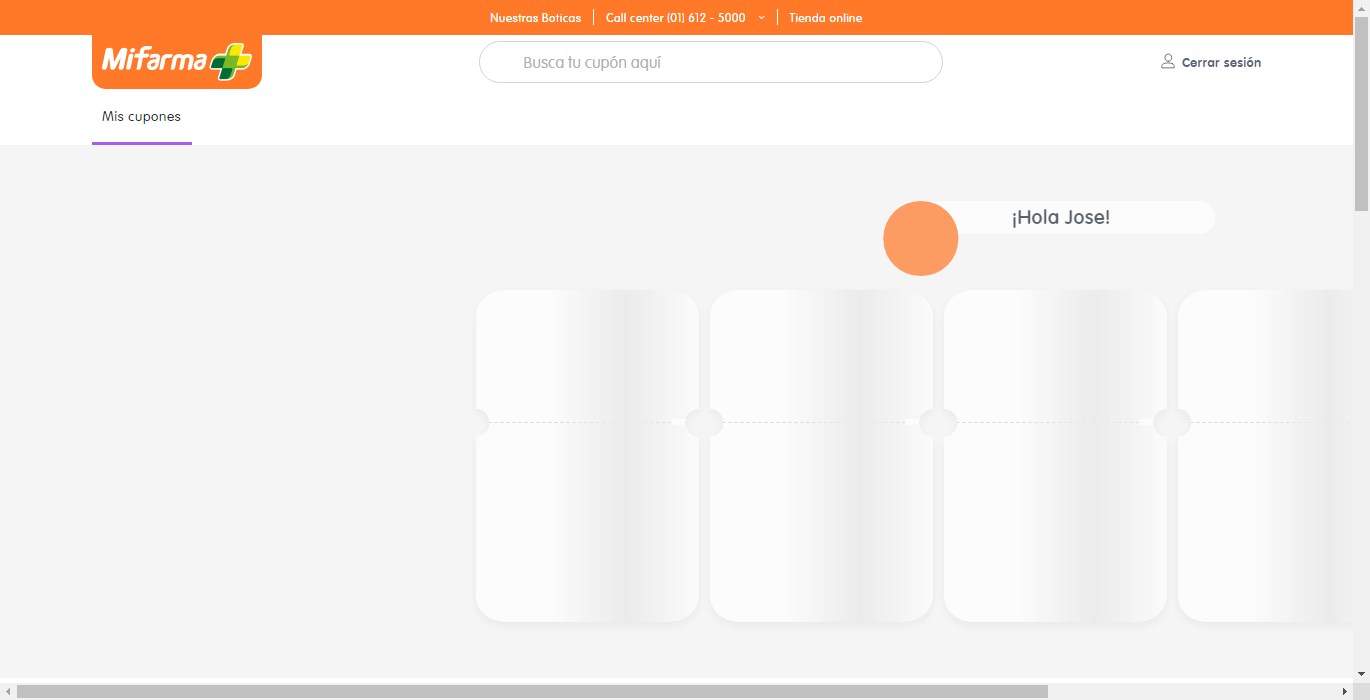 Nuestras Boticas
Call center (01) 612 - 5000
Tienda online
Mifarma
Busca tu cupón aquí
Cerrar sesión
Mis cupones
¡Hola Jose!